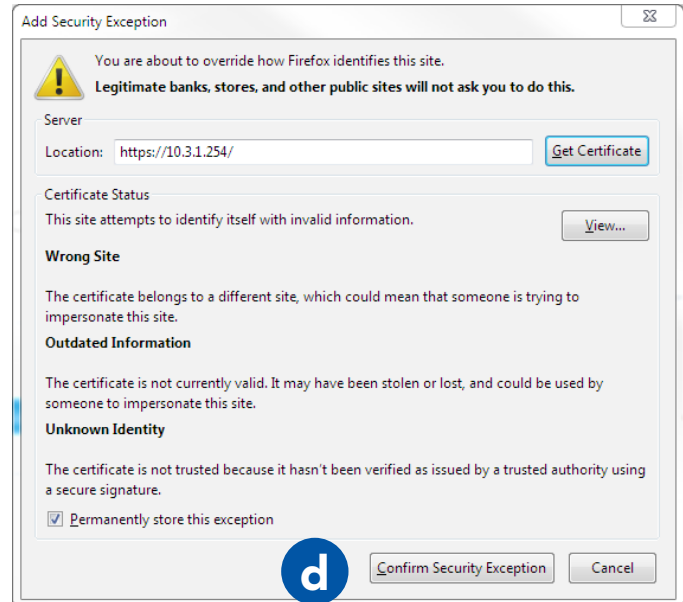 Add Security Exception
You are about to override how Firefox identifies this site.
Legitimate banks, stores, and other public sites will not ask you to do this.
Server
Location: https://10.3.1.254/ Get Certificate
Certificate Status
This site attempts to identify itself with invalid information. View...
Wrong Site
The certificate belongs to a different site, which could mean that someone is trying to
impersonate this site.
Outdated Information
The certificate is not currently valid. It may have been stolen or lost, and could be used by
someone to impersonate this site.
Unknown Identity
The certificate is not trusted because it hasn't been verified as issued by a trusted authority using
a secure signature.
Permanently store this exception
d Confirm Security Exception Cancel